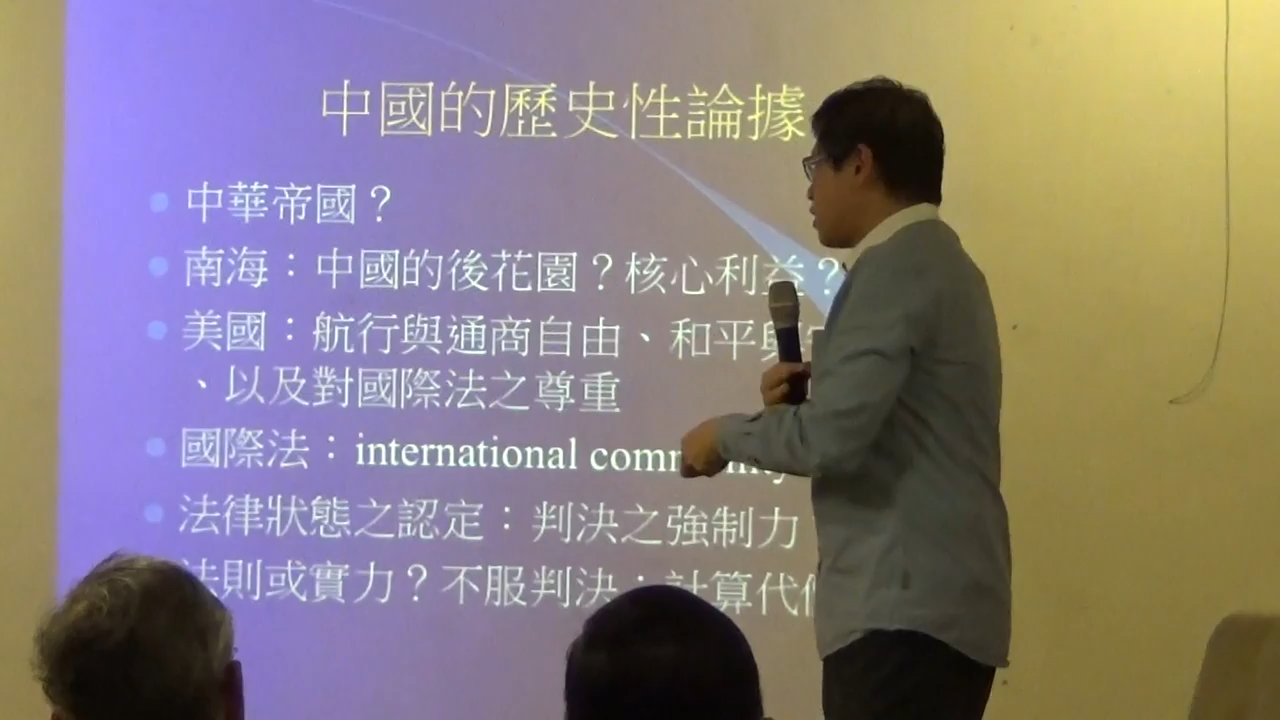 中國的歷史性論據
中華帝國？
南海：中國的後花園？核心利益？
美國：航行與通商自由、和平與
、以及對國際法之尊重
國際法：international
法律狀態之認定：判決之強制力
法則或實力？不服判決：計算代